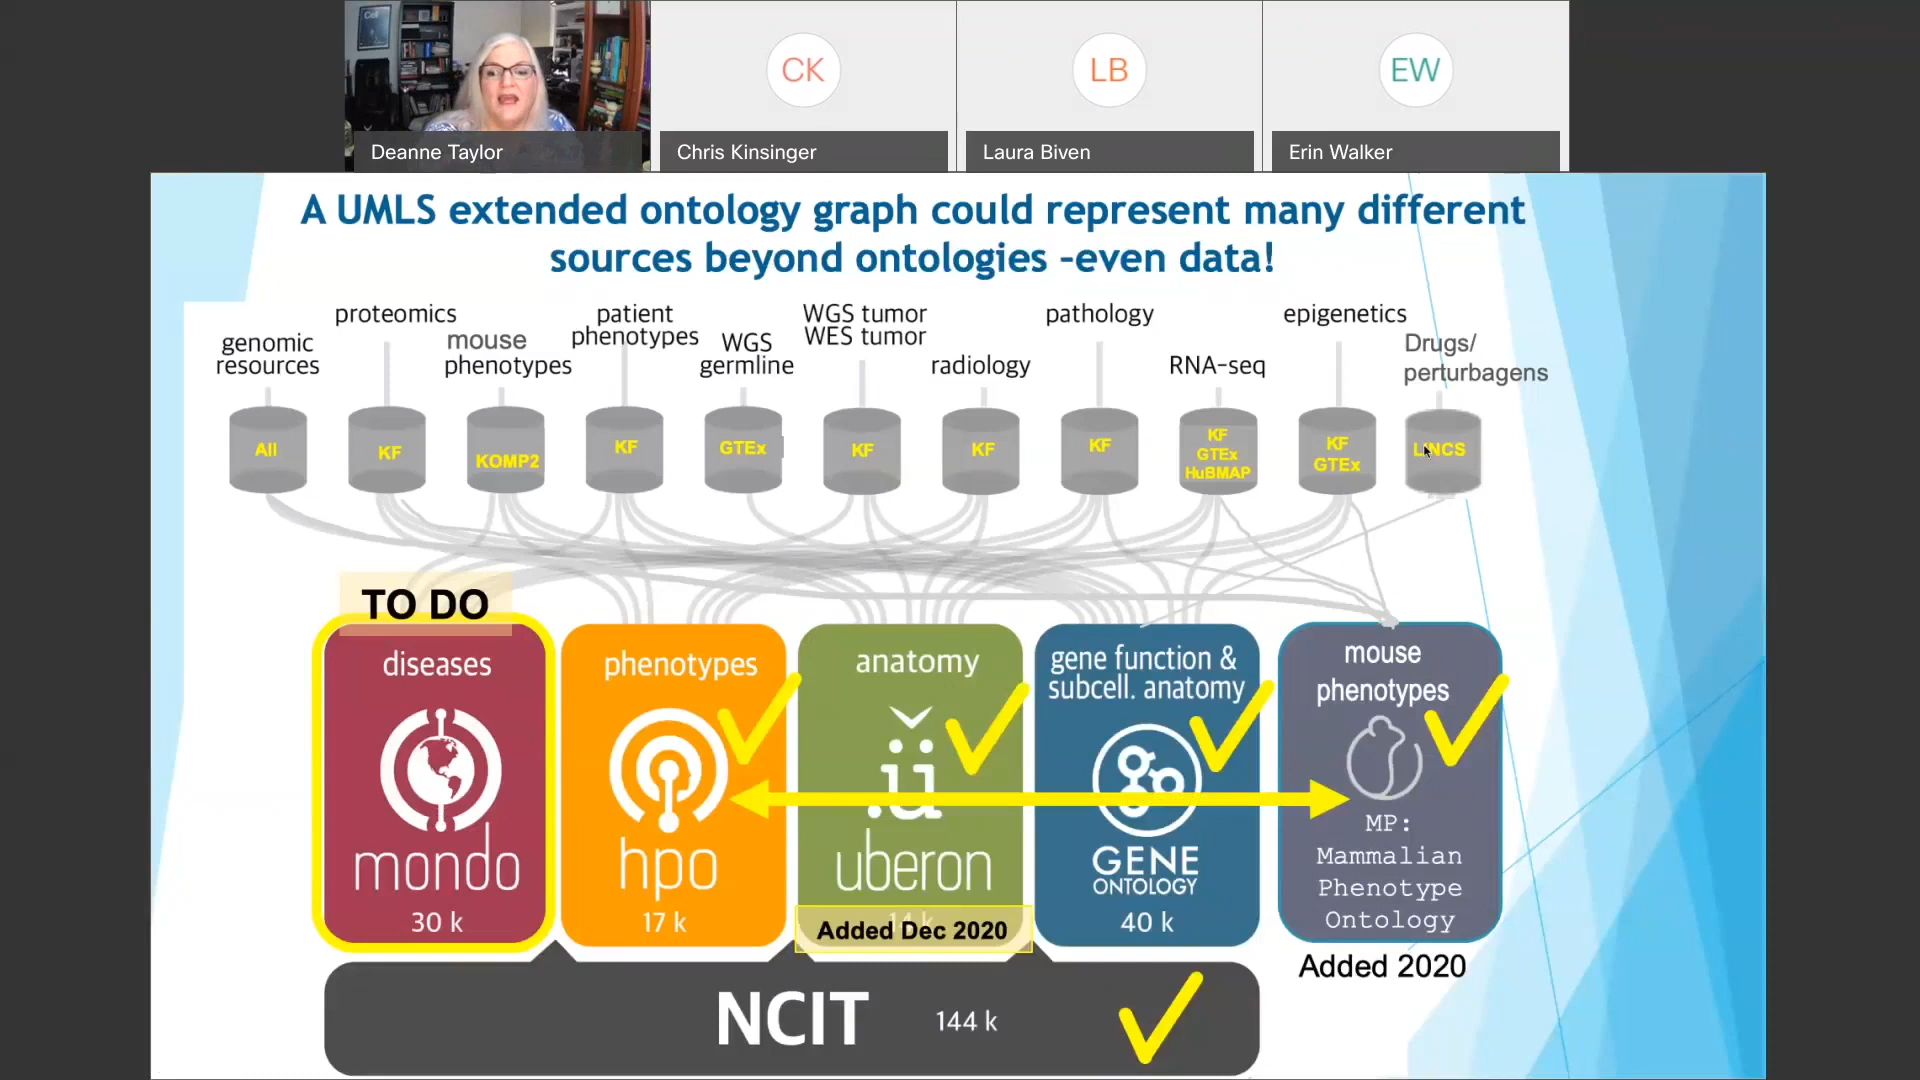 Cell
CK
LB
EW
Deanne Taylor
Chris Kinsinger
Laura Biven
Erin Walker
A UMLS extended ontology graph could represent many different
sources beyond ontologies –even data!
genomic
resources
proteomics
mouse
phenotypes
patient
phenotypes
WGS
germline
WGS tumor
WES tumor
radiology
pathology
RNA-seq
epigenetics
Drugs/
perturbagens
All
KF
KOMP2
KF
GTEx
KF
KF
KF
KF
GTEx
HuBMAP
KF
GTEx
LINCS
TO DO
diseases
mondo
30 k
phenotypes
hpo
17 k
anatomy
uberon
14 k
Added Dec 2020
gene function &
subcell. anatomy
GENE
ONTOLOGY
40 k
mouse
phenotypes
MP:
Mammalian
Phenotype
Ontology
Added 2020
NCIT 144 k